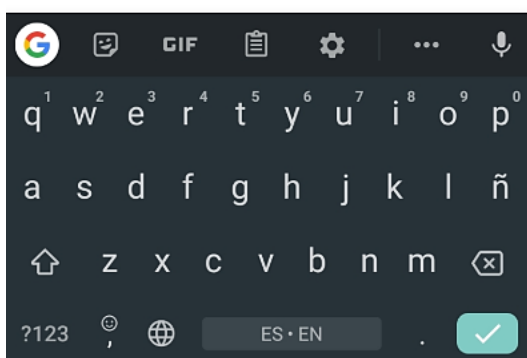 G GIF
q1 w2 e3 r4 t5 y6 u7 i8 o9 p0
a s d f g h j k l ñ
z x c v b n m
?123 , ES • EN .